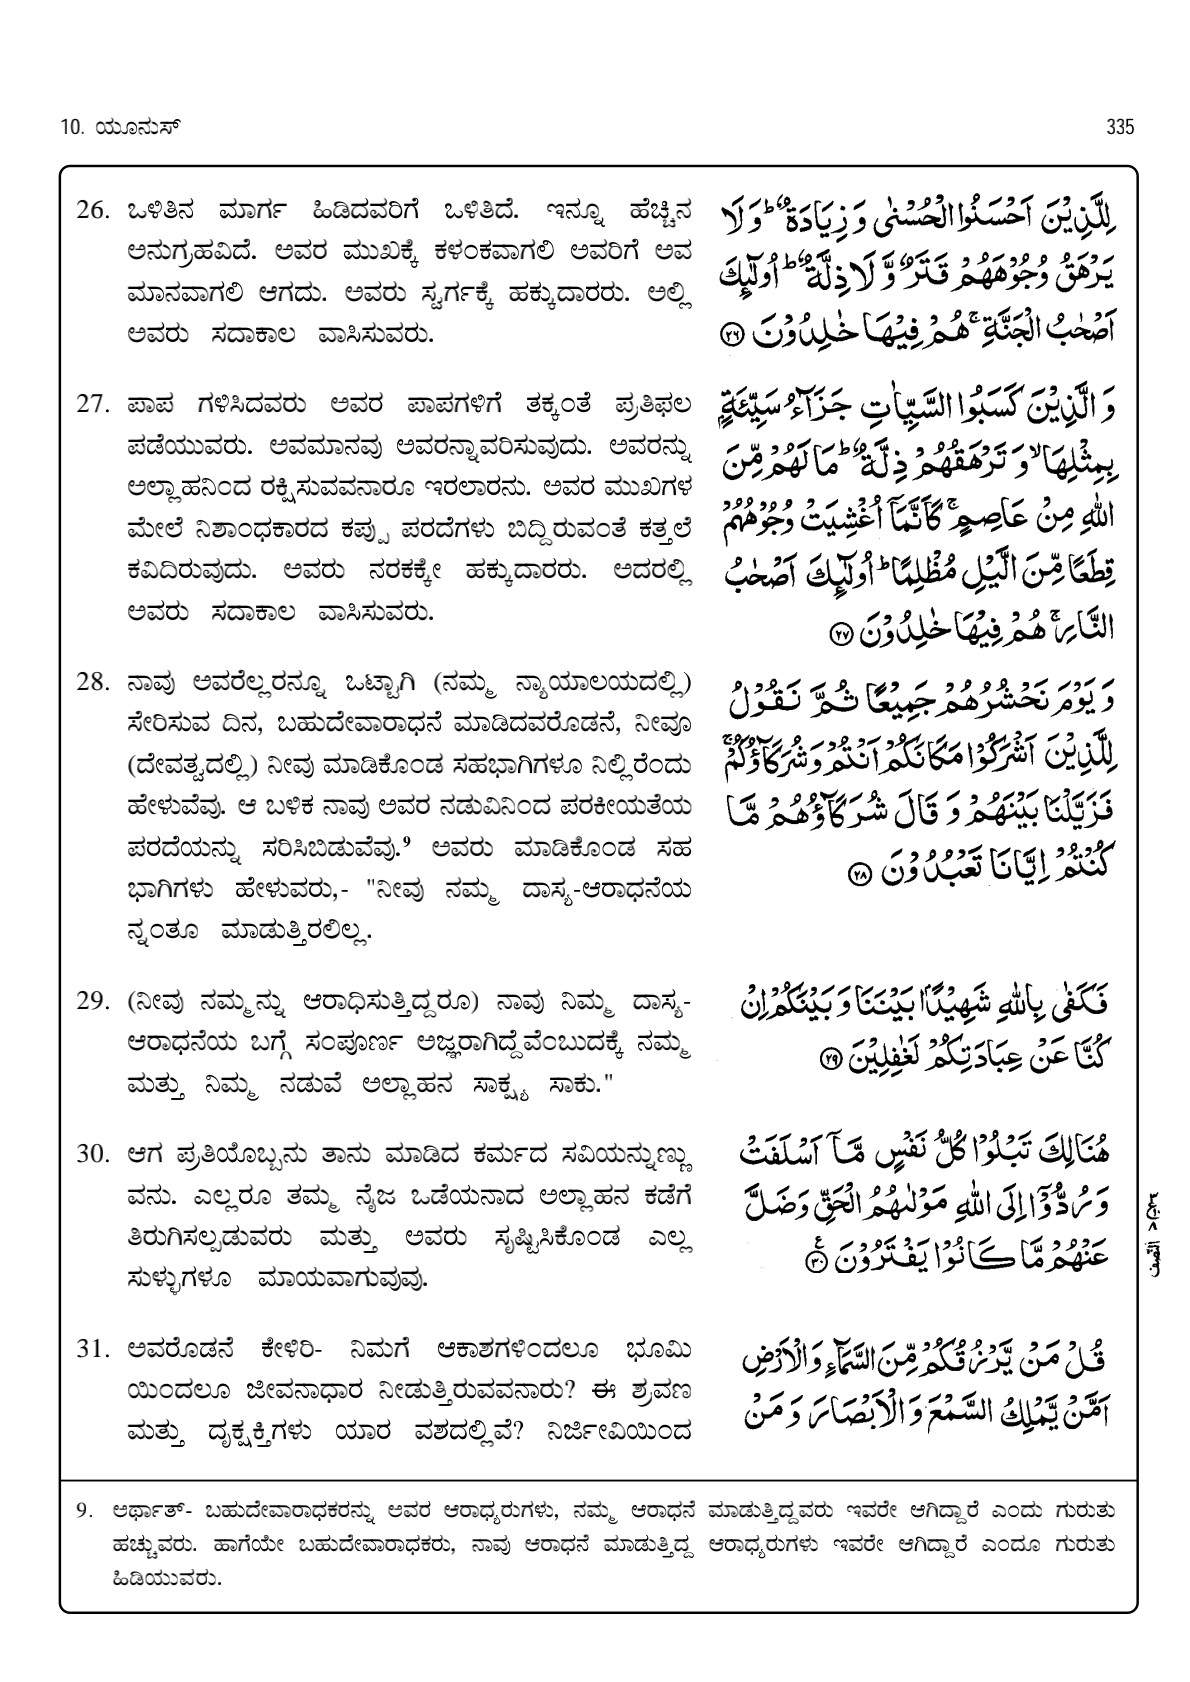 10. ಯೂನುಸ್
335
26. ಒಳಿತಿನ ಮಾರ್ಗ ಹಿಡಿದವರಿಗೆ ಒಳಿತಿದೆ. ಇನ್ನೂ ಹೆಚ್ಚಿನ
ಅನುಗ್ರಹವಿದೆ. ಅವರ ಮುಖಕ್ಕೆ ಕಳಂಕವಾಗಲಿ ಅವರಿಗೆ ಅವ
ಮಾನವಾಗಲಿ ಆಗದು. ಅವರು ಸ್ವರ್ಗಕ್ಕೆ ಹಕ್ಕುದಾರರು. ಅಲ್ಲಿ
ಅವರು ಸದಾಕಾಲ ವಾಸಿಸುವರು.
لِلَّذِيْنَ اَحْسَنُوا الْحُسْنٰى وَزِيَادَةٌ ؕ وَلَا
يَرْهَقُ وُجُوْهَهُمْ قَتَرٌ وَّلَا ذِلَّةٌ ؕ اُولٰٓئِكَ
اَصْحٰبُ الْجَنَّةِ ۚ هُمْ فِيْهَا خٰلِدُوْنَ ﴿٢٦﴾
27. ಪಾಪ ಗಳಿಸಿದವರು ಅವರ ಪಾಪಗಳಿಗೆ ತಕ್ಕಂತೆ ಪ್ರತಿಫಲ
ಪಡೆಯುವರು. ಅವಮಾನವು ಅವರನ್ನಾವರಿಸುವುದು. ಅವರನ್ನು
ಅಲ್ಲಾಹನಿಂದ ರಕ್ಷಿಸುವವನಾರೂ ಇರಲಾರನು. ಅವರ ಮುಖಗಳ
ಮೇಲೆ ನಿಶಾಂಧಕಾರದ ಕಪ್ಪು ಪರದೆಗಳು ಬಿದ್ದಿರುವಂತೆ ಕತ್ತಲೆ
ಕವಿದಿರುವುದು. ಅವರು ನರಕಕ್ಕೇ ಹಕ್ಕುದಾರರು. ಅದರಲ್ಲಿ
ಅವರು ಸದಾಕಾಲ ವಾಸಿಸುವರು.
وَالَّذِيْنَ كَسَبُوا السَّيِّاٰتِ جَزَآءُ سَيِّئَةٍۭ
بِمِثْلِهَا ۙ وَتَرْهَقُهُمْ ذِلَّةٌ ؕ مَا لَهُمْ مِّنَ
اللّٰهِ مِنْ عَاصِمٍ ۚ كَاَنَّمَاۤ اُغْشِيَتْ وُجُوْهُهُمْ
قِطَعًا مِّنَ الَّيْلِ مُظْلِمًا ؕ اُولٰٓئِكَ اَصْحٰبُ
النَّارِ ۚ هُمْ فِيْهَا خٰلِدُوْنَ ﴿٢٧﴾
28. ನಾವು ಅವರೆಲ್ಲರನ್ನೂ ಒಟ್ಟಾಗಿ (ನಮ್ಮ ನ್ಯಾಯಾಲಯದಲ್ಲಿ)
ಸೇರಿಸುವ ದಿನ, ಬಹುದೇವಾರಾಧನೆ ಮಾಡಿದವರೊಡನೆ, ನೀವೂ
(ದೇವತ್ವದಲ್ಲಿ) ನೀವು ಮಾಡಿಕೊಂಡ ಸಹಭಾಗಿಗಳೂ ನಿಲ್ಲಿರೆಂದು
ಹೇಳುವೆವು. ಆ ಬಳಿಕ ನಾವು ಅವರ ನಡುವಿನಿಂದ ಪರಕೀಯತೆಯ
ಪರದೆಯನ್ನು ಸರಿಸಿಬಿಡುವೆವು.⁹ ಅವರು ಮಾಡಿಕೊಂಡ ಸಹ
ಭಾಗಿಗಳು ಹೇಳುವರು,- "ನೀವು ನಮ್ಮ ದಾಸ್ಯ-ಆರಾಧನೆಯ
ನ್ನಂತೂ ಮಾಡುತ್ತಿರಲಿಲ್ಲ.
وَيَوْمَ نَحْشُرُهُمْ جَمِيْعًا ثُمَّ نَقُوْلُ
لِلَّذِيْنَ اَشْرَكُوْا مَكَانَكُمْ اَنْتُمْ وَشُرَكَآؤُكُمْ ۚ
فَزَيَّلْنَا بَيْنَهُمْ وَقَالَ شُرَكَآؤُهُمْ مَّا
كُنْتُمْ اِيَّانَا تَعْبُدُوْنَ ﴿٢٨﴾
29. (ನೀವು ನಮ್ಮನ್ನು ಆರಾಧಿಸುತ್ತಿದ್ದರೂ) ನಾವು ನಿಮ್ಮ ದಾಸ್ಯ-
ಆರಾಧನೆಯ ಬಗ್ಗೆ ಸಂಪೂರ್ಣ ಅಜ್ಞರಾಗಿದ್ದೆವೆಂಬುದಕ್ಕೆ ನಮ್ಮ
ಮತ್ತು ನಿಮ್ಮ ನಡುವೆ ಅಲ್ಲಾಹನ ಸಾಕ್ಷ್ಯ ಸಾಕು."
فَكَفٰى بِاللّٰهِ شَهِيْدًاۢ بَيْنَنَا وَبَيْنَكُمْ اِنْ
كُنَّا عَنْ عِبَادَتِكُمْ لَغٰفِلِيْنَ ﴿٢٩﴾
30. ಆಗ ಪ್ರತಿಯೊಬ್ಬನು ತಾನು ಮಾಡಿದ ಕರ್ಮದ ಸವಿಯನ್ನುಣ್ಣು
ವನು. ಎಲ್ಲರೂ ತಮ್ಮ ನೈಜ ಒಡೆಯನಾದ ಅಲ್ಲಾಹನ ಕಡೆಗೆ
ತಿರುಗಿಸಲ್ಪಡುವರು ಮತ್ತು ಅವರು ಸೃಷ್ಟಿಸಿಕೊಂಡ ಎಲ್ಲ
ಸುಳ್ಳುಗಳೂ ಮಾಯವಾಗುವುವು.
هُنَالِكَ تَبْلُوْا كُلُّ نَفْسٍ مَّاۤ اَسْلَفَتْ
وَرُدُّوْۤا اِلَى اللّٰهِ مَوْلٰىهُمُ الْحَقِّ وَضَلَّ
عَنْهُمْ مَّا كَانُوْا يَفْتَرُوْنَ ﴿٣٠﴾
31. ಅವರೊಡನೆ ಕೇಳಿರಿ- ನಿಮಗೆ ಆಕಾಶಗಳಿಂದಲೂ ಭೂಮಿ
ಯಿಂದಲೂ ಜೀವನಾಧಾರ ನೀಡುತ್ತಿರುವವನಾರು? ಈ ಶ್ರವಣ
ಮತ್ತು ದೃಕ್ಷಕ್ತಿಗಳು ಯಾರ ವಶದಲ್ಲಿವೆ? ನಿರ್ಜೀವಿಯಿಂದ
قُلْ مَنْ يَّرْزُقُكُمْ مِّنَ السَّمَآءِ وَالْاَرْضِ
اَمَّنْ يَّمْلِكُ السَّمْعَ وَالْاَبْصَارَ وَمَنْ
9. ಅರ್ಥಾತ್- ಬಹುದೇವಾರಾಧಕರನ್ನು ಅವರ ಆರಾಧ್ಯರುಗಳು, ನಮ್ಮ ಆರಾಧನೆ ಮಾಡುತ್ತಿದ್ದವರು ಇವರೇ ಆಗಿದ್ದಾರೆ ಎಂದು ಗುರುತು
ಹಚ್ಚುವರು. ಹಾಗೆಯೇ ಬಹುದೇವಾರಾಧಕರು, ನಾವು ಆರಾಧನೆ ಮಾಡುತ್ತಿದ್ದ ಆರಾಧ್ಯರುಗಳು ಇವರೇ ಆಗಿದ್ದಾರೆ ಎಂದೂ ಗುರುತು
ಹಿಡಿಯುವರು.